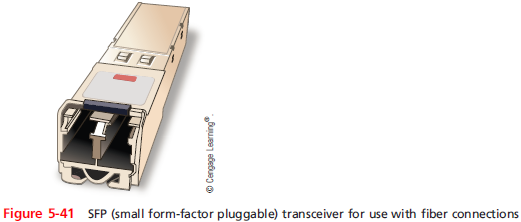 © Cengage Learning®.
Figure 5-41 SFP (small form-factor pluggable) transceiver for use with fiber connections